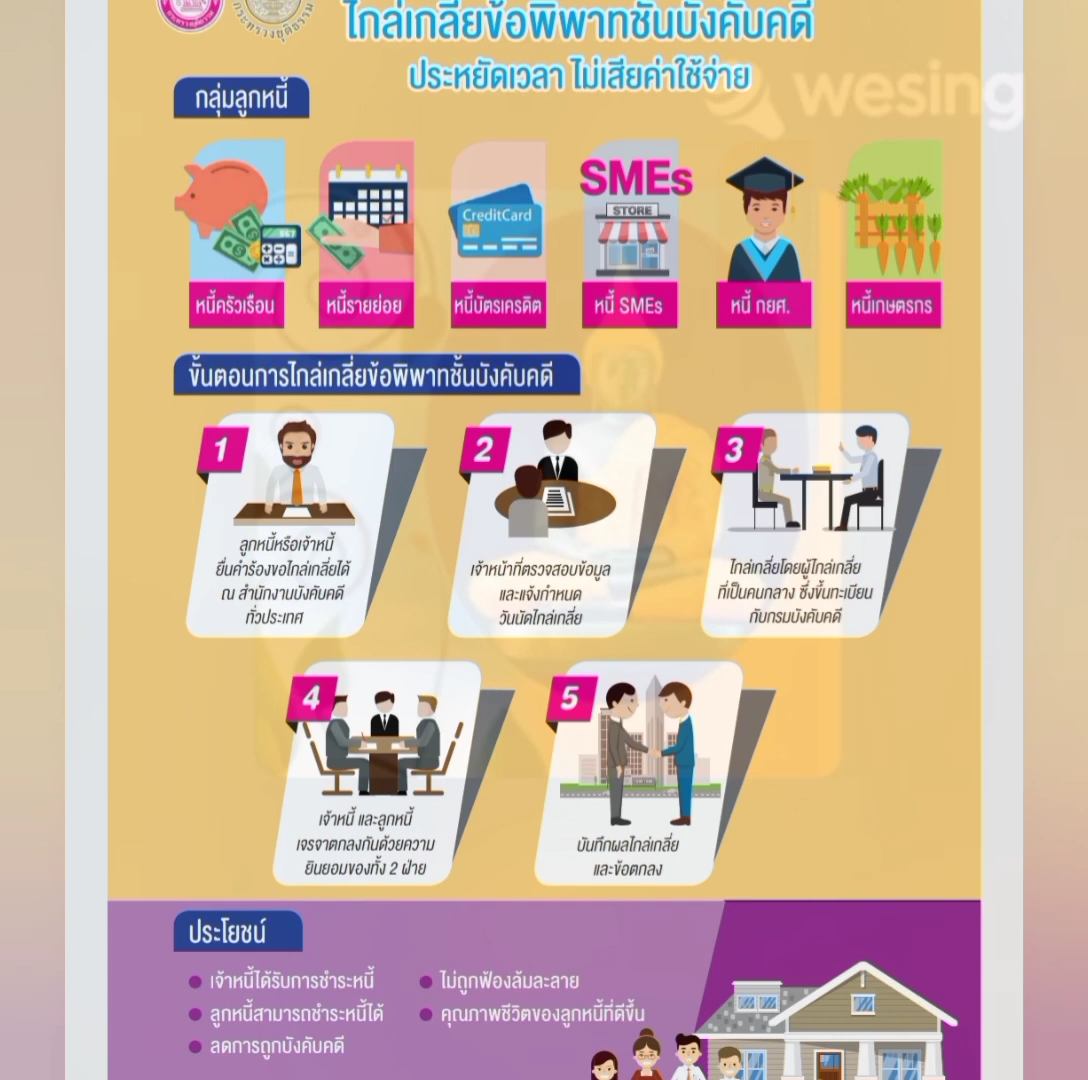 กระทรวงยุติธรรม
ไกล่เกลี่ยข้อพิพาทชั้นบังคับคดี
ประหยัดเวลา ไม่เสียค่าใช้จ่าย
wesing
กลุ่มลูกหนี้
CreditCard
SMEs
STORE
หนี้ครัวเรือน
หนี้รายย่อย
หนี้บัตรเครดิต
หนี้ SMEs
หนี้ กยศ.
หนี้เกษตรกร
ขั้นตอนการไกล่เกลี่ยข้อพิพาทชั้นบังคับคดี
1
ลูกหนี้หรือเจ้าหนี้
ยื่นคำร้องขอไกล่เกลี่ยได้
ณ สำนักงานบังคับคดี
ทั่วประเทศ
2
เจ้าหน้าที่ตรวจสอบข้อมูล
และแจ้งกำหนด
วันนัดไกล่เกลี่ย
3
ไกล่เกลี่ยโดยผู้ไกล่เกลี่ย
ที่เป็นคนกลาง ซึ่งขึ้นทะเบียน
กับกรมบังคับคดี
4
เจ้าหนี้ และลูกหนี้
เจรจาตกลงกันด้วยความ
ยินยอมของทั้ง 2 ฝ่าย
5
บันทึกผลไกล่เกลี่ย
และข้อตกลง
ประโยชน์
เจ้าหนี้ได้รับการชำระหนี้
ลูกหนี้สามารถชำระหนี้ได้
ลดการถูกบังคับคดี
ไม่ถูกฟ้องล้มละลาย
คุณภาพชีวิตของลูกหนี้ที่ดีขึ้น